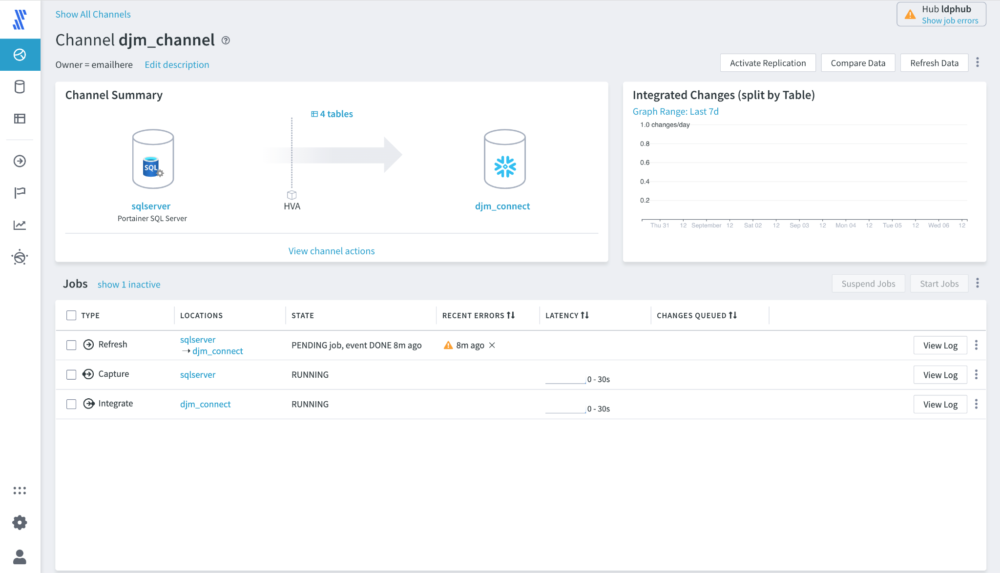 Show All Channels
Hub ldphub
Show job errors
Channel djm_channel
Owner = emailhere Edit description
Activate Replication Compare Data Refresh Data
Channel Summary
4 tables
SQL
sqlserver
Portainer SQL Server
HVA
djm_connect
View channel actions
Integrated Changes (split by Table)
Graph Range: Last 7d
1.0 changes/day
0.8
0.6
0.4
0.2
Thu 31 12 September 12 Sat 02 12 Sep 03 12 Mon 04 12 Tue 05 12 Wed 06 12
Jobs show 1 inactive
Suspend Jobs Start Jobs
TYPE LOCATIONS STATE RECENT ERRORS LATENCY CHANGES QUEUED
Refresh sqlserver → djm_connect PENDING job, event DONE 8m ago 8m ago View Log
Capture sqlserver RUNNING 0 - 30s View Log
Integrate djm_connect RUNNING 0 - 30s View Log